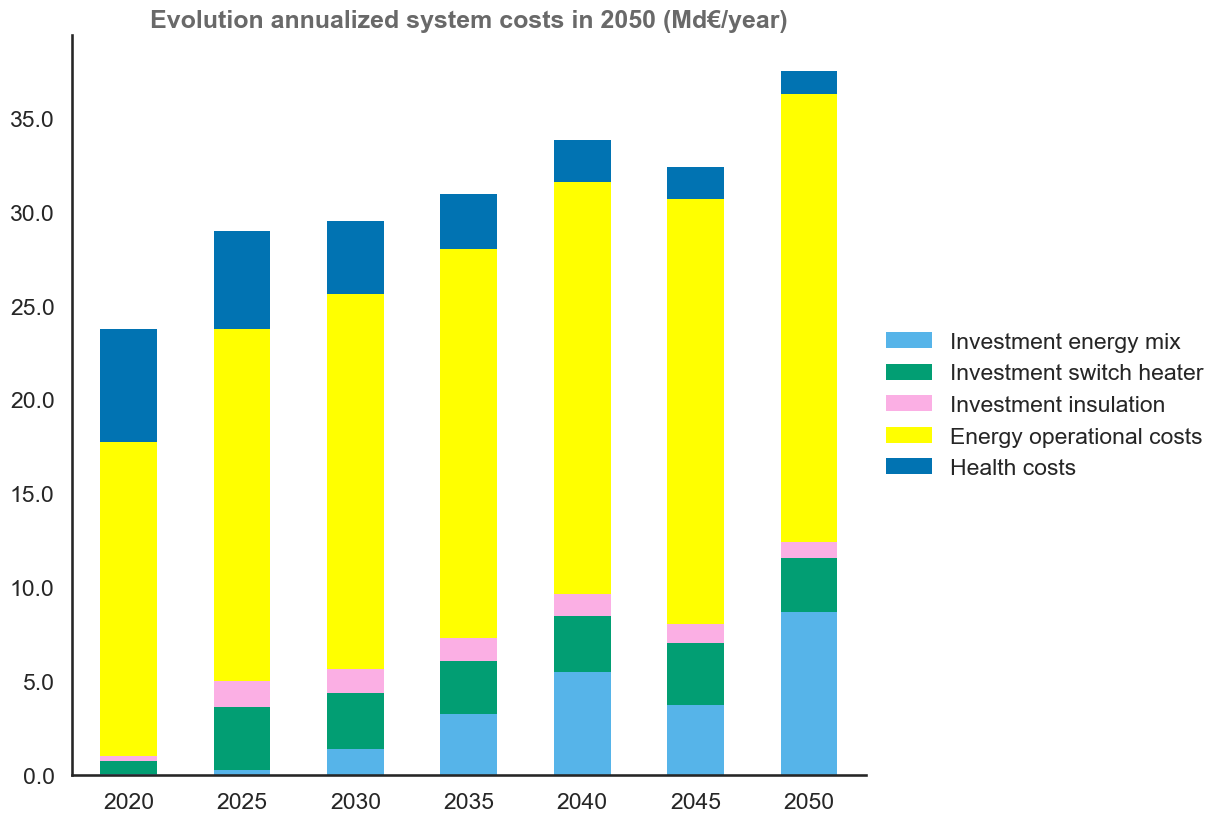 Evolution annualized system costs in 2050 (Md€/year)
35.0
30.0
25.0
20.0
15.0
10.0
5.0
0.0
2020 2025 2030 2035 2040 2045 2050
Investment energy mix
Investment switch heater
Investment insulation
Energy operational costs
Health costs